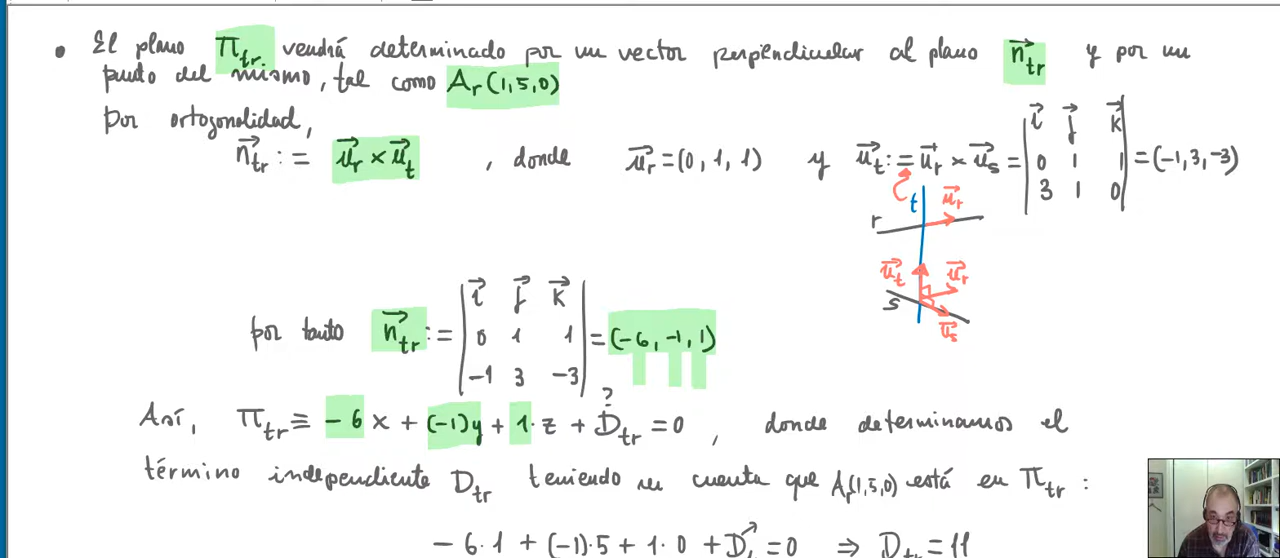 • El plano π_tr. vendrá determinado por un vector perpendicular al plano n⃗_tr y por un
punto del mismo, tal como A_r(1,5,0)
por ortogonalidad,
n⃗_tr := u⃗_r × u⃗_t , donde u⃗_r = (0, 1, 1) y u⃗_t := u⃗_r × u⃗_s = | i⃗ j⃗ k⃗ | = (-1, 3, -3)
0 1 1
3 1 0
t u⃗_r
r
u⃗_t u⃗_r
s
u⃗_s
por tanto n⃗_tr := | i⃗ j⃗ k⃗ | = (-6, -1, 1)
0 1 1
-1 3 -3
?
Así, π_tr ≡ -6 x + (-1)y + 1· z + D_tr = 0 , donde determinamos el
término independiente D_tr teniendo en cuenta que A_r(1,5,0) está en π_tr :
- 6·1 + (-1)·5 + 1·0 + D = 0 ⇒ D_tr = 11